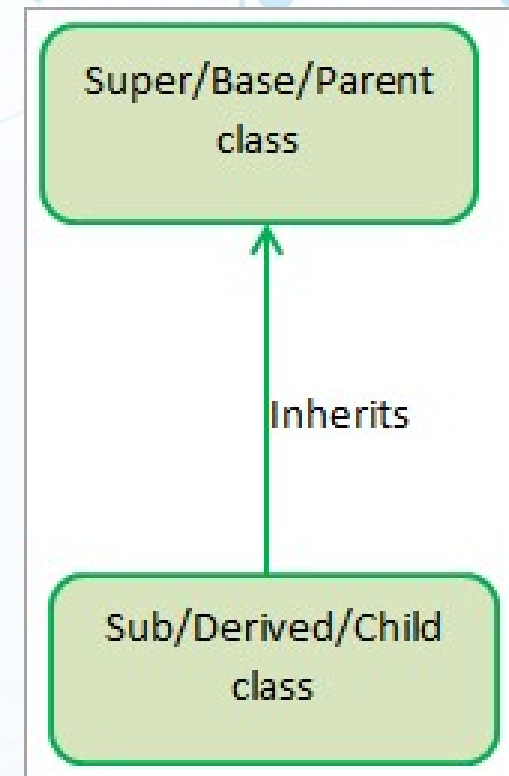 Super/Base/Parent
class
Inherits
Sub/Derived/Child
class